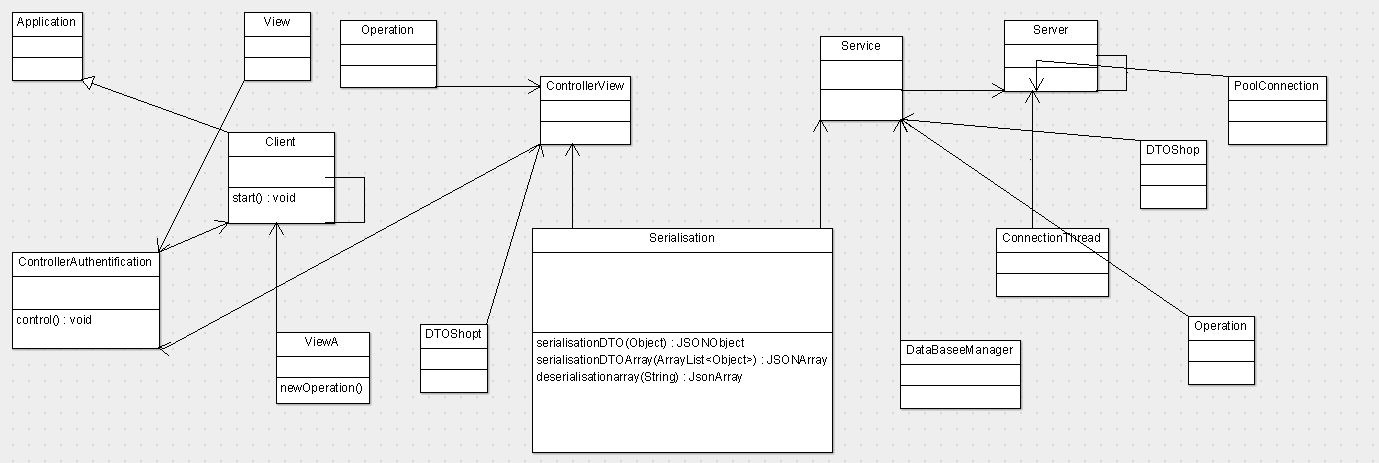 Application
View
Operation
ControllerView
Service
Server
PoolConnection
Client
start() : void
DTOShop
ControllerAuthentification
control() : void
Serialisation
serialisationDTO(Object) : JSONObject
serialisationDTOArray(ArrayList<Object>) : JSONArray
deserialisationarray(String) : JsonArray
ConnectionThread
ViewA
newOperation()
DTOShopt
DataBaseeManager
Operation